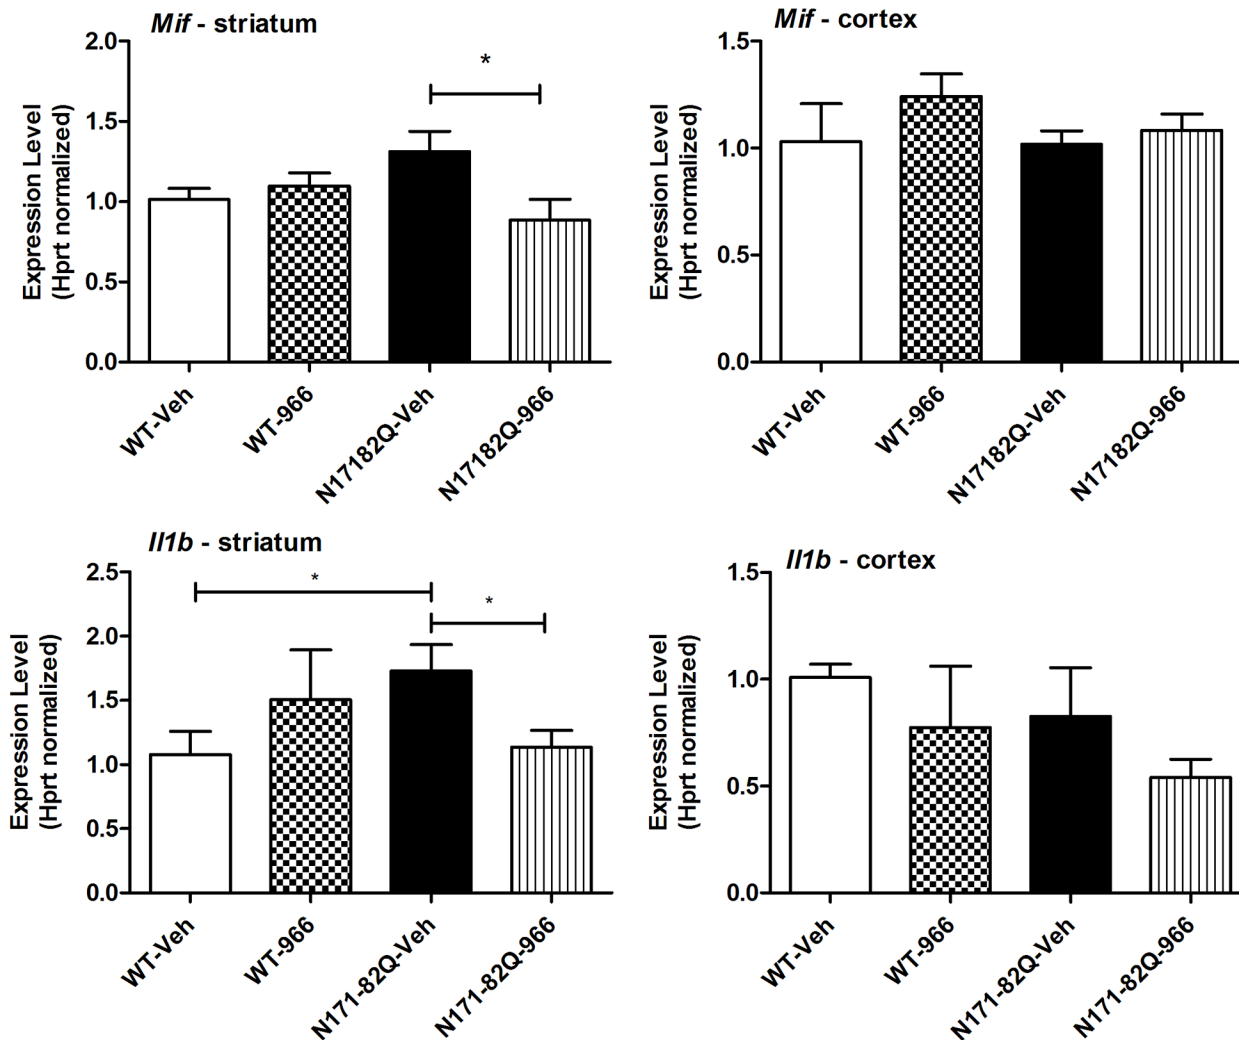 Mif - striatum
2.0
1.5
1.0
0.5
0.0
Expression Level
(Hprt normalized)
*
WT-Veh
WT-966
N17182Q-Veh
N17182Q-966
Mif - cortex
1.5
1.0
0.5
0.0
Expression Level
(Hprt normalized)
WT-Veh
WT-966
N17182Q-Veh
N17182Q-966
Il1b - striatum
2.5
2.0
1.5
1.0
0.5
0.0
Expression Level
(Hprt normalized)
*
*
WT-Veh
WT-966
N171-82Q-Veh
N171-82Q-966
Il1b - cortex
1.5
1.0
0.5
0.0
Expression Level
(Hprt normalized)
WT-Veh
WT-966
N171-82Q-Veh
N171-82Q-966